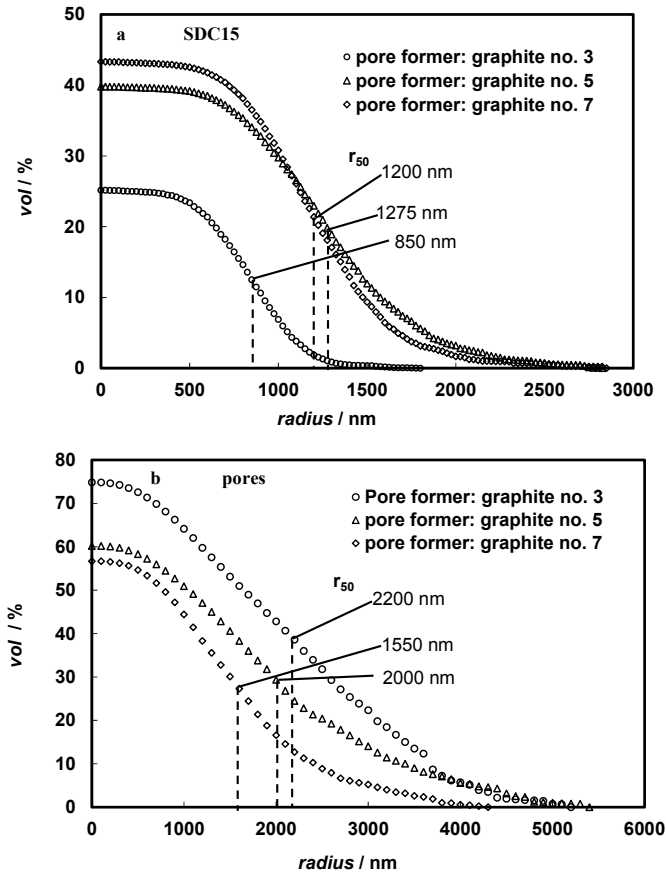 50
a
SDC15
pore former: graphite no. 3
40
pore former: graphite no. 5
pore former: graphite no. 7
vol / %
30
r50
1200 nm
20
1275 nm
850 nm
10
0
0 500 1000 1500 2000 2500 3000
radius / nm
80
b
pores
70
Pore former: graphite no. 3
60
pore former: graphite no. 5
pore former: graphite no. 7
50
r50
vol / %
2200 nm
40
1550 nm
30
2000 nm
20
10
0
0 1000 2000 3000 4000 5000 6000
radius / nm